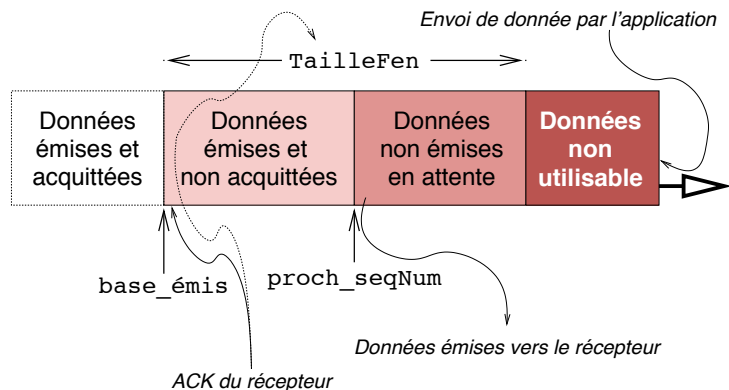 Envoi de donnée par l'application
TailleFen
Données
émises et
acquittées
Données
émises et
non acquittées
Données
non émises
en attente
Données
non
utilisable
base_émis
proch_seqNum
Données émises vers le récepteur
ACK du récepteur